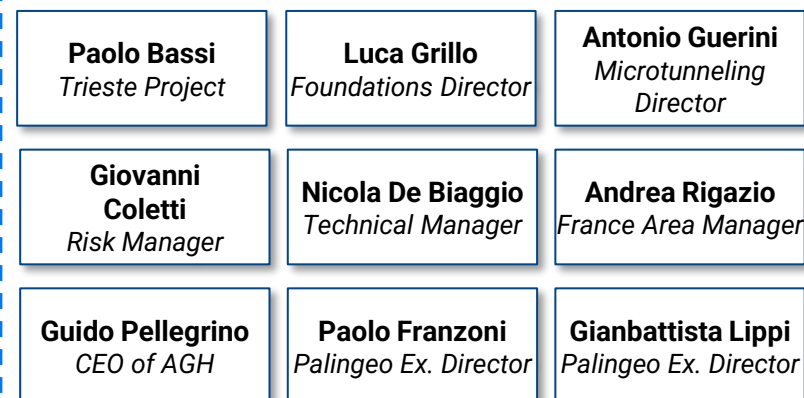 Paolo Bassi
Trieste Project
Luca Grillo
Foundations Director
Antonio Guerini
Microtunneling
Director
Giovanni
Coletti
Risk Manager
Nicola De Biaggio
Technical Manager
Andrea Rigazio
France Area Manager
Guido Pellegrino
CEO of AGH
Paolo Franzoni
Palingeo Ex. Director
Gianbattista Lippi
Palingeo Ex. Director